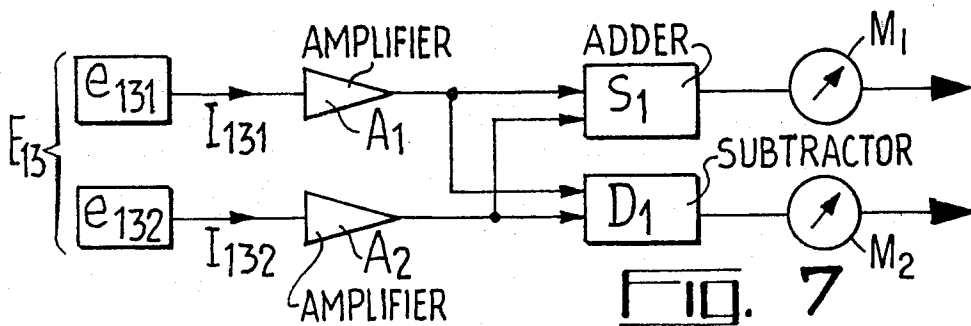 AMPLIFIER
ADDER
M1
e131
I131
A1
S1
E13
SUBTRACTOR
e132
I132
A2
D1
M2
AMPLIFIER
FIG. 7